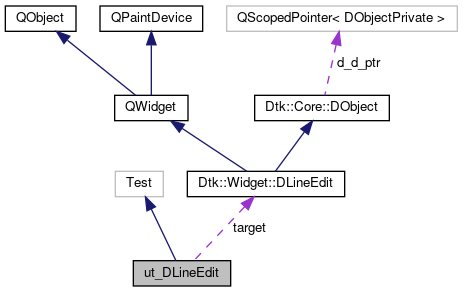 QObject
QPaintDevice
QScopedPointer< DObjectPrivate >
d_d_ptr
QWidget
Dtk::Core::DObject
Test
Dtk::Widget::DLineEdit
target
ut_DLineEdit